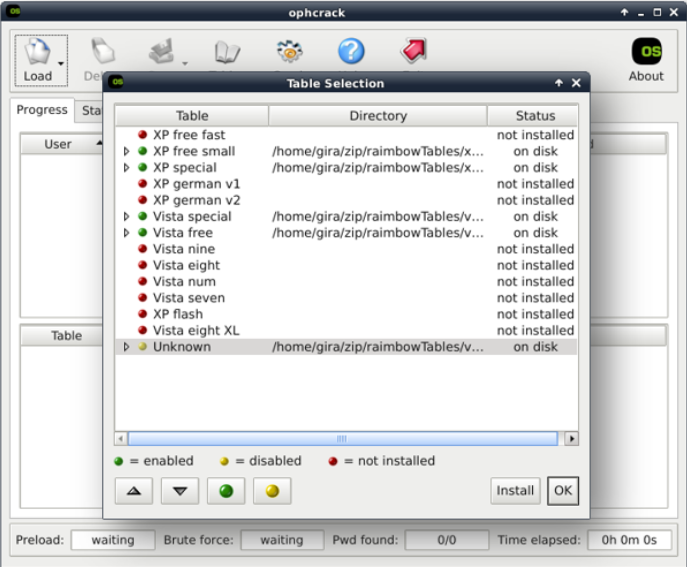 OS
ophcrack
Load
De
OS
About
Progress Sta
OS
Table Selection
User
Table Directory Status
XP free fast not installed
XP free small /home/gira/zip/raimbowTables/x... on disk
XP special /home/gira/zip/raimbowTables/x... on disk
XP german v1 not installed
XP german v2 not installed
Vista special /home/gira/zip/raimbowTables/v... on disk
Vista free /home/gira/zip/raimbowTables/v... on disk
Vista nine not installed
Vista eight not installed
Vista num not installed
Vista seven not installed
XP flash not installed
Vista eight XL not installed
Unknown /home/gira/zip/raimbowTables/v... on disk
Table
= enabled = disabled = not installed
Install OK
Preload: waiting Brute force: waiting Pwd found: 0/0 Time elapsed: 0h 0m 0s